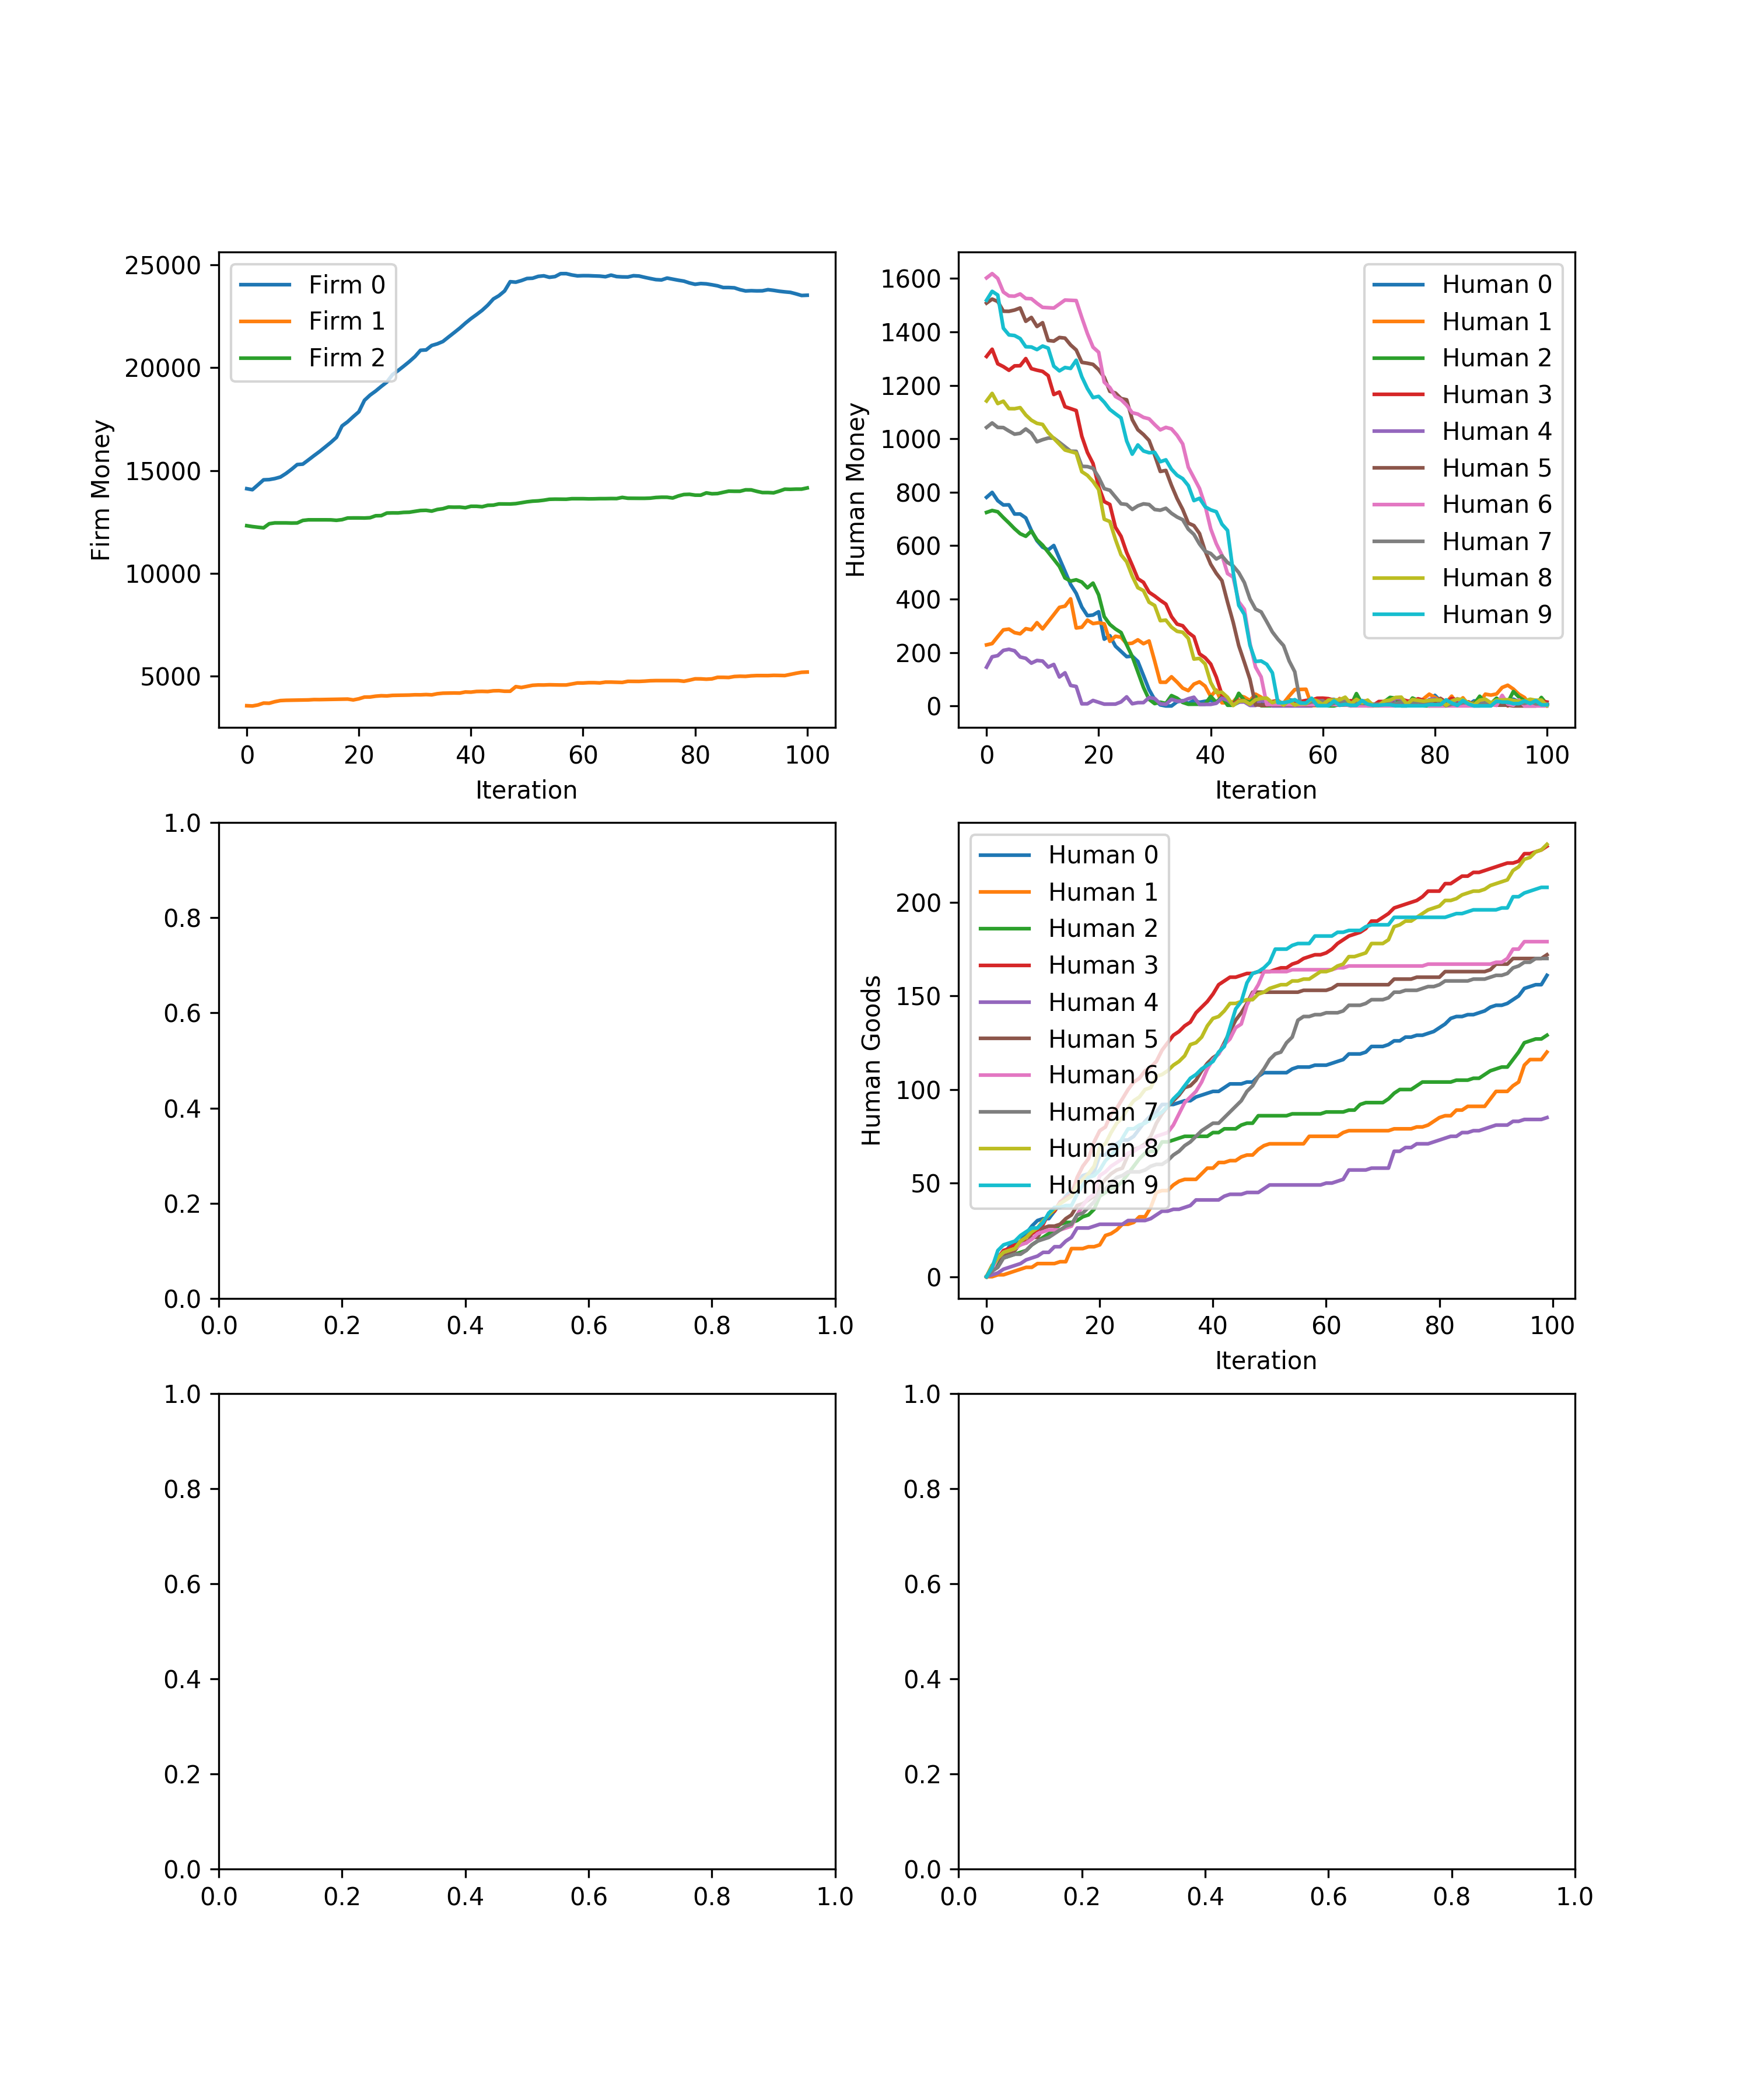 25000
20000
15000
10000
5000
Firm Money
Firm 0
Firm 1
Firm 2
0 20 40 60 80 100
Iteration
1600
1400
1200
1000
800
600
400
200
0
Human Money
Human 0
Human 1
Human 2
Human 3
Human 4
Human 5
Human 6
Human 7
Human 8
Human 9
0 20 40 60 80 100
Iteration
1.0
0.8
0.6
0.4
0.2
0.0
0.0 0.2 0.4 0.6 0.8 1.0
200
150
100
50
0
Human Goods
Human 0
Human 1
Human 2
Human 3
Human 4
Human 5
Human 6
Human 7
Human 8
Human 9
0 20 40 60 80 100
Iteration
1.0
0.8
0.6
0.4
0.2
0.0
0.0 0.2 0.4 0.6 0.8 1.0
1.0
0.8
0.6
0.4
0.2
0.0
0.0 0.2 0.4 0.6 0.8 1.0